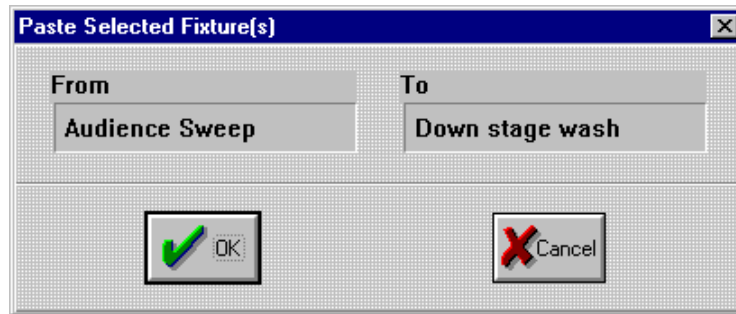 Paste Selected Fixture(s)
From
To
Audience Sweep
Down stage wash
OK
Cancel